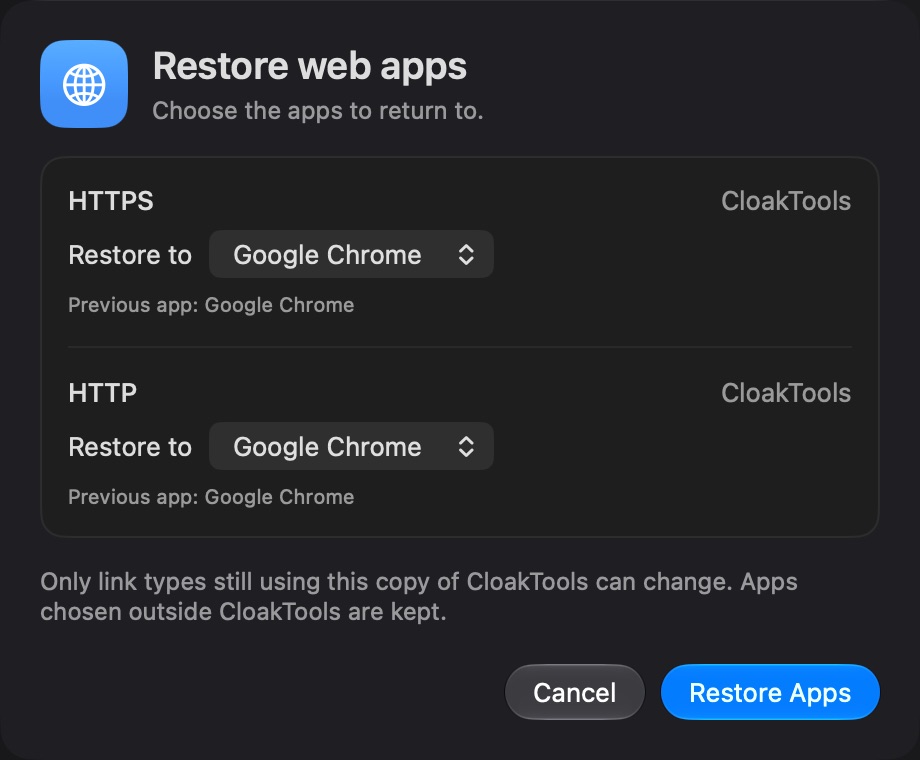 Restore web apps
Choose the apps to return to.
HTTPS
CloakTools
Restore to Google Chrome
Previous app: Google Chrome
HTTP
CloakTools
Restore to Google Chrome
Previous app: Google Chrome
Only link types still using this copy of CloakTools can change. Apps
chosen outside CloakTools are kept.
Cancel
Restore Apps